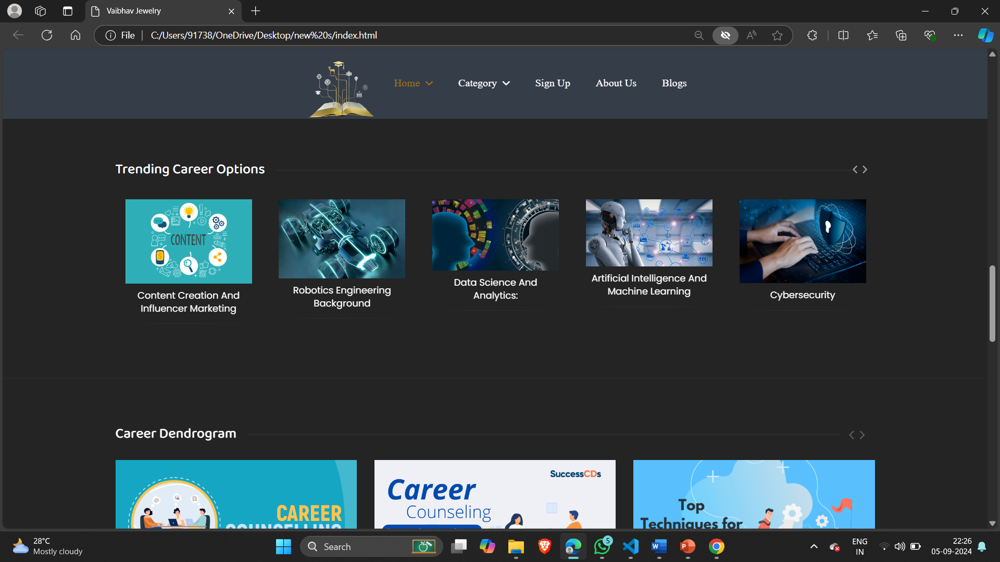 Vaibhav Jewelry
File
C:/Users/91738/OneDrive/Desktop/new%20s/index.html
Home
Category
Sign Up
About Us
Blogs
Trending Career Options
CONTENT
Content Creation And
Influencer Marketing
Robotics Engineering
Background
Data Science And
Analytics:
Artificial Intelligence And
Machine Learning
Cybersecurity
Career Dendrogram
CAREER
COUNSELLING
SuccessCDs
Career
Counseling
Top
Techniques for
28°C
Mostly cloudy
Search
5
ENG
IN
22:26
05-09-2024